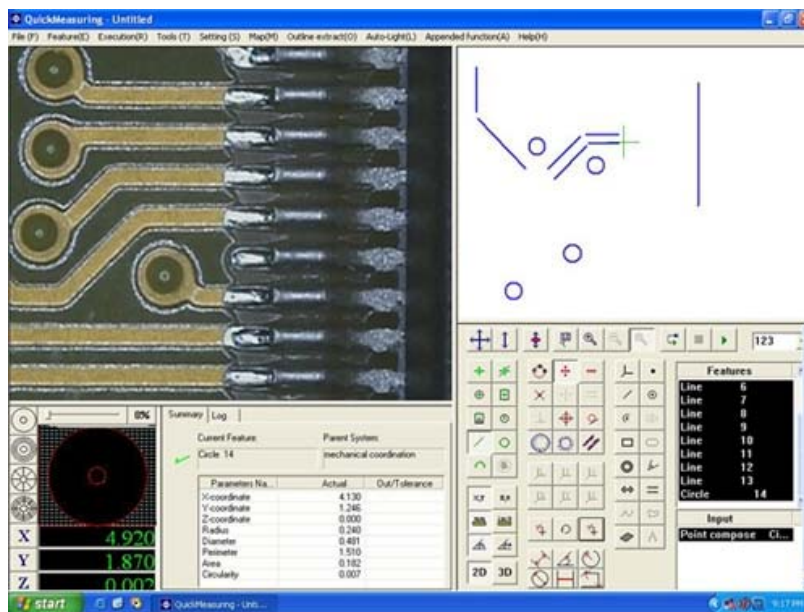 QuickMeasuring - Untitled
File (F) Feature(E) Execution(R) Tools (T) Setting (S) Map(M) Outline extract(O) Auto-Light(L) Appended function(A) Help(H)
123
Features
Line 6
Line 7
Line 8
Line 9
Line 10
Line 11
Line 12
Line 13
Circle 14
Input
Point compose Ci...
0%
Summary Log
Current Feature: Parent System:
Circle 14 mechanical coordination
Parameters Na... Actual Out/Tolerance
X-coordinate 4.130
Y-coordinate 1.246
Z-coordinate 0.000
Radius 0.240
Diameter 0.481
Perimeter 1.510
Area 0.182
Circularity 0.007
X 4.920
Y 1.870
Z 0.002
2D 3D
start QuickMeasuring - Unti...